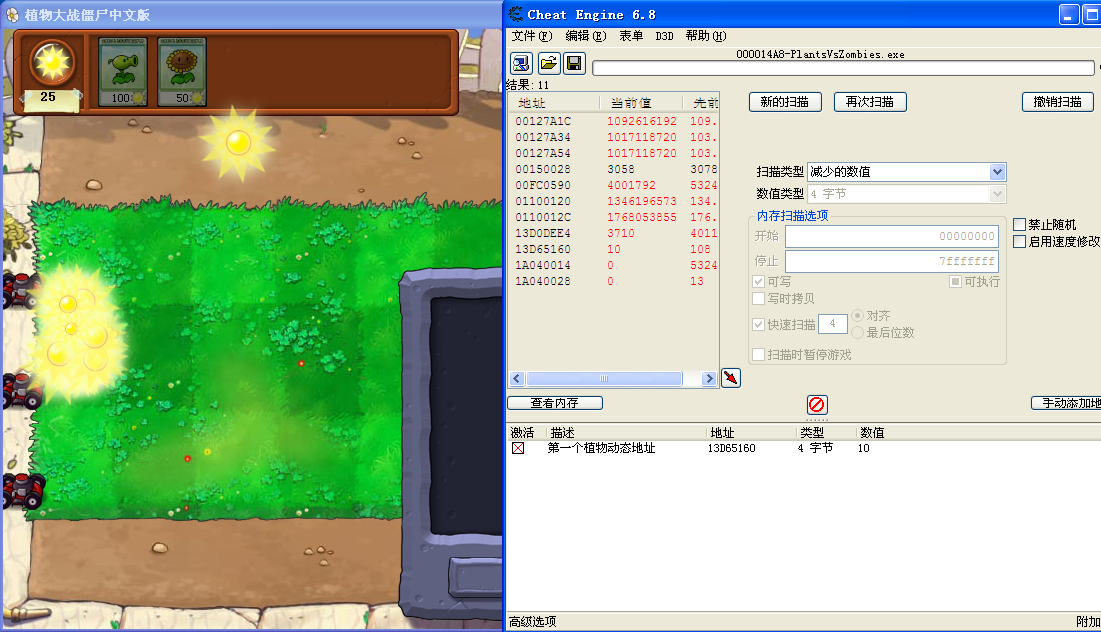 植物大战僵尸中文版
25
100
50
Cheat Engine 6.8
文件(F) 编辑(E) 表单 D3D 帮助(H)
000014A8-PlantsVsZombies.exe
结果: 11
地址 当前值 先前
00127A1C 1092616192 109.
00127A34 1017118720 103.
00127A54 1017118720 103.
00150028 3058 3078
00FC0590 4001792 5324
01100120 1346196573 134.
0110012C 1768053855 176.
13D0DEE4 3710 4011
13D65160 10 108
1A040014 0 5324
1A040028 0 13
新的扫描 再次扫描 撤销扫描
扫描类型 减少的数值
数值类型 4 字节
内存扫描选项
开始 00000000
停止 7fffffff
可写 可执行
写时拷贝
快速扫描 4 对齐
最后位数
扫描时暂停游戏
禁止随机
启用速度修改
查看内存 手动添加地
激活 描述 地址 类型 数值
第一个植物动态地址 13D65160 4 字节 10
高级选项 附加